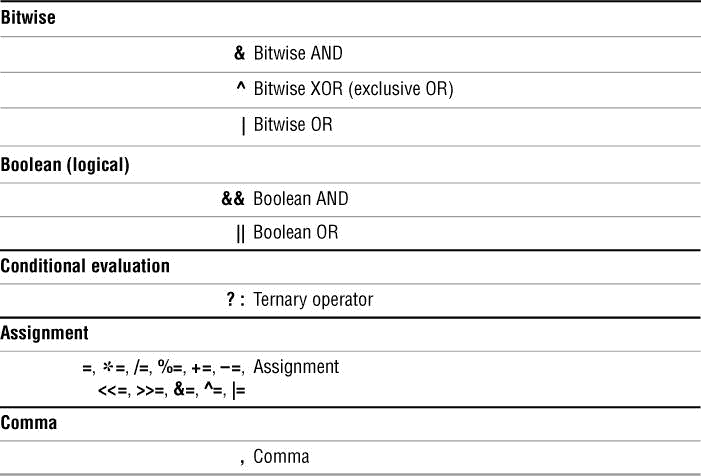 Bitwise
& Bitwise AND
^ Bitwise XOR (exclusive OR)
| Bitwise OR
Boolean (logical)
&& Boolean AND
|| Boolean OR
Conditional evaluation
? : Ternary operator
Assignment
=, *=, /=, %=, +=, –=, Assignment
<<=, >>=, &=, ^=, |=
Comma
, Comma